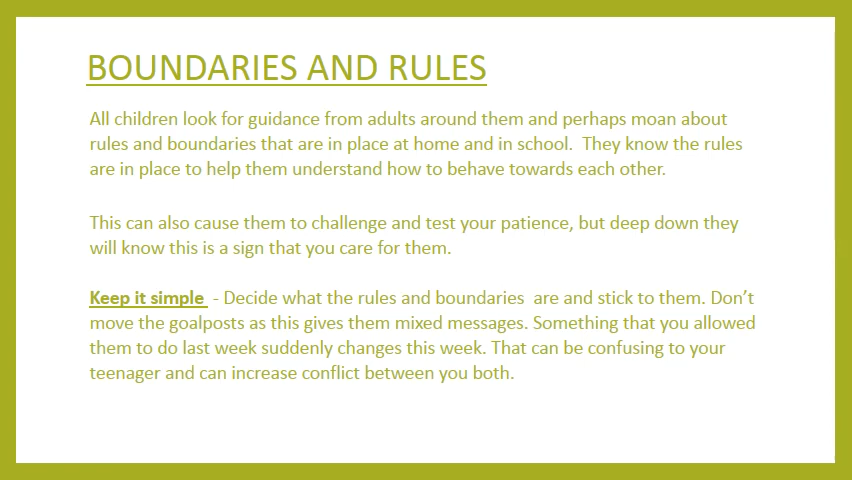 BOUNDARIES AND RULES
All children look for guidance from adults around them and perhaps moan about
rules and boundaries that are in place at home and in school.  They know the rules
are in place to help them understand how to behave towards each other.
This can also cause them to challenge and test your patience, but deep down they
will know this is a sign that you care for them.
Keep it simple  - Decide what the rules and boundaries  are and stick to them. Don’t
move the goalposts as this gives them mixed messages. Something that you allowed
them to do last week suddenly changes this week. That can be confusing to your
teenager and can increase conflict between you both.